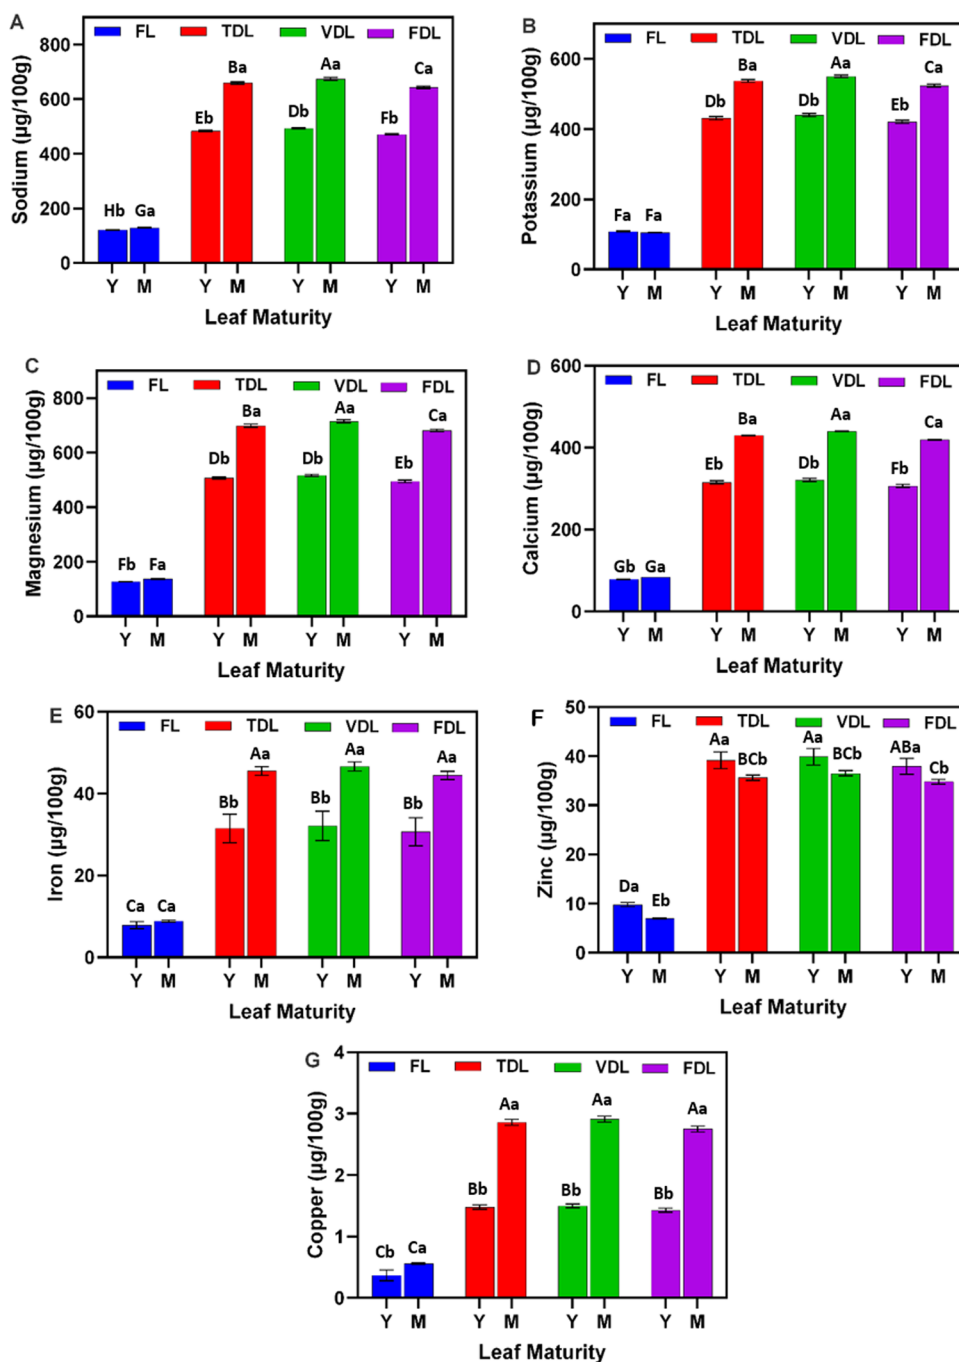 A
FL TDL VDL FDL
Sodium (µg/100g)
800
600
400
200
0
Hb Ga Eb Ba Db Aa Fb Ca
Y M Y M Y M Y M
Leaf Maturity
B
FL TDL VDL FDL
Potassium (µg/100g)
600
400
200
0
Fa Fa Db Ba Db Aa Eb Ca
Y M Y M Y M Y M
Leaf Maturity
C
FL TDL VDL FDL
Magnesium (µg/100g)
800
600
400
200
0
Fb Fa Db Ba Db Aa Eb Ca
Y M Y M Y M Y M
Leaf Maturity
D
FL TDL VDL FDL
Calcium (µg/100g)
600
400
200
0
Gb Ga Eb Ba Db Aa Fb Ca
Y M Y M Y M Y M
Leaf Maturity
E
FL TDL VDL FDL
Iron (µg/100g)
60
40
20
0
Ca Ca Bb Aa Bb Aa Bb Aa
Y M Y M Y M Y M
Leaf Maturity
F
FL TDL VDL FDL
Zinc (µg/100g)
50
40
30
20
10
0
Da Eb Aa BCb Aa BCb ABa Cb
Y M Y M Y M Y M
Leaf Maturity
G
FL TDL VDL FDL
Copper (µg/100g)
4
3
2
1
0
Cb Ca Bb Aa Bb Aa Bb Aa
Y M Y M Y M Y M
Leaf Maturity